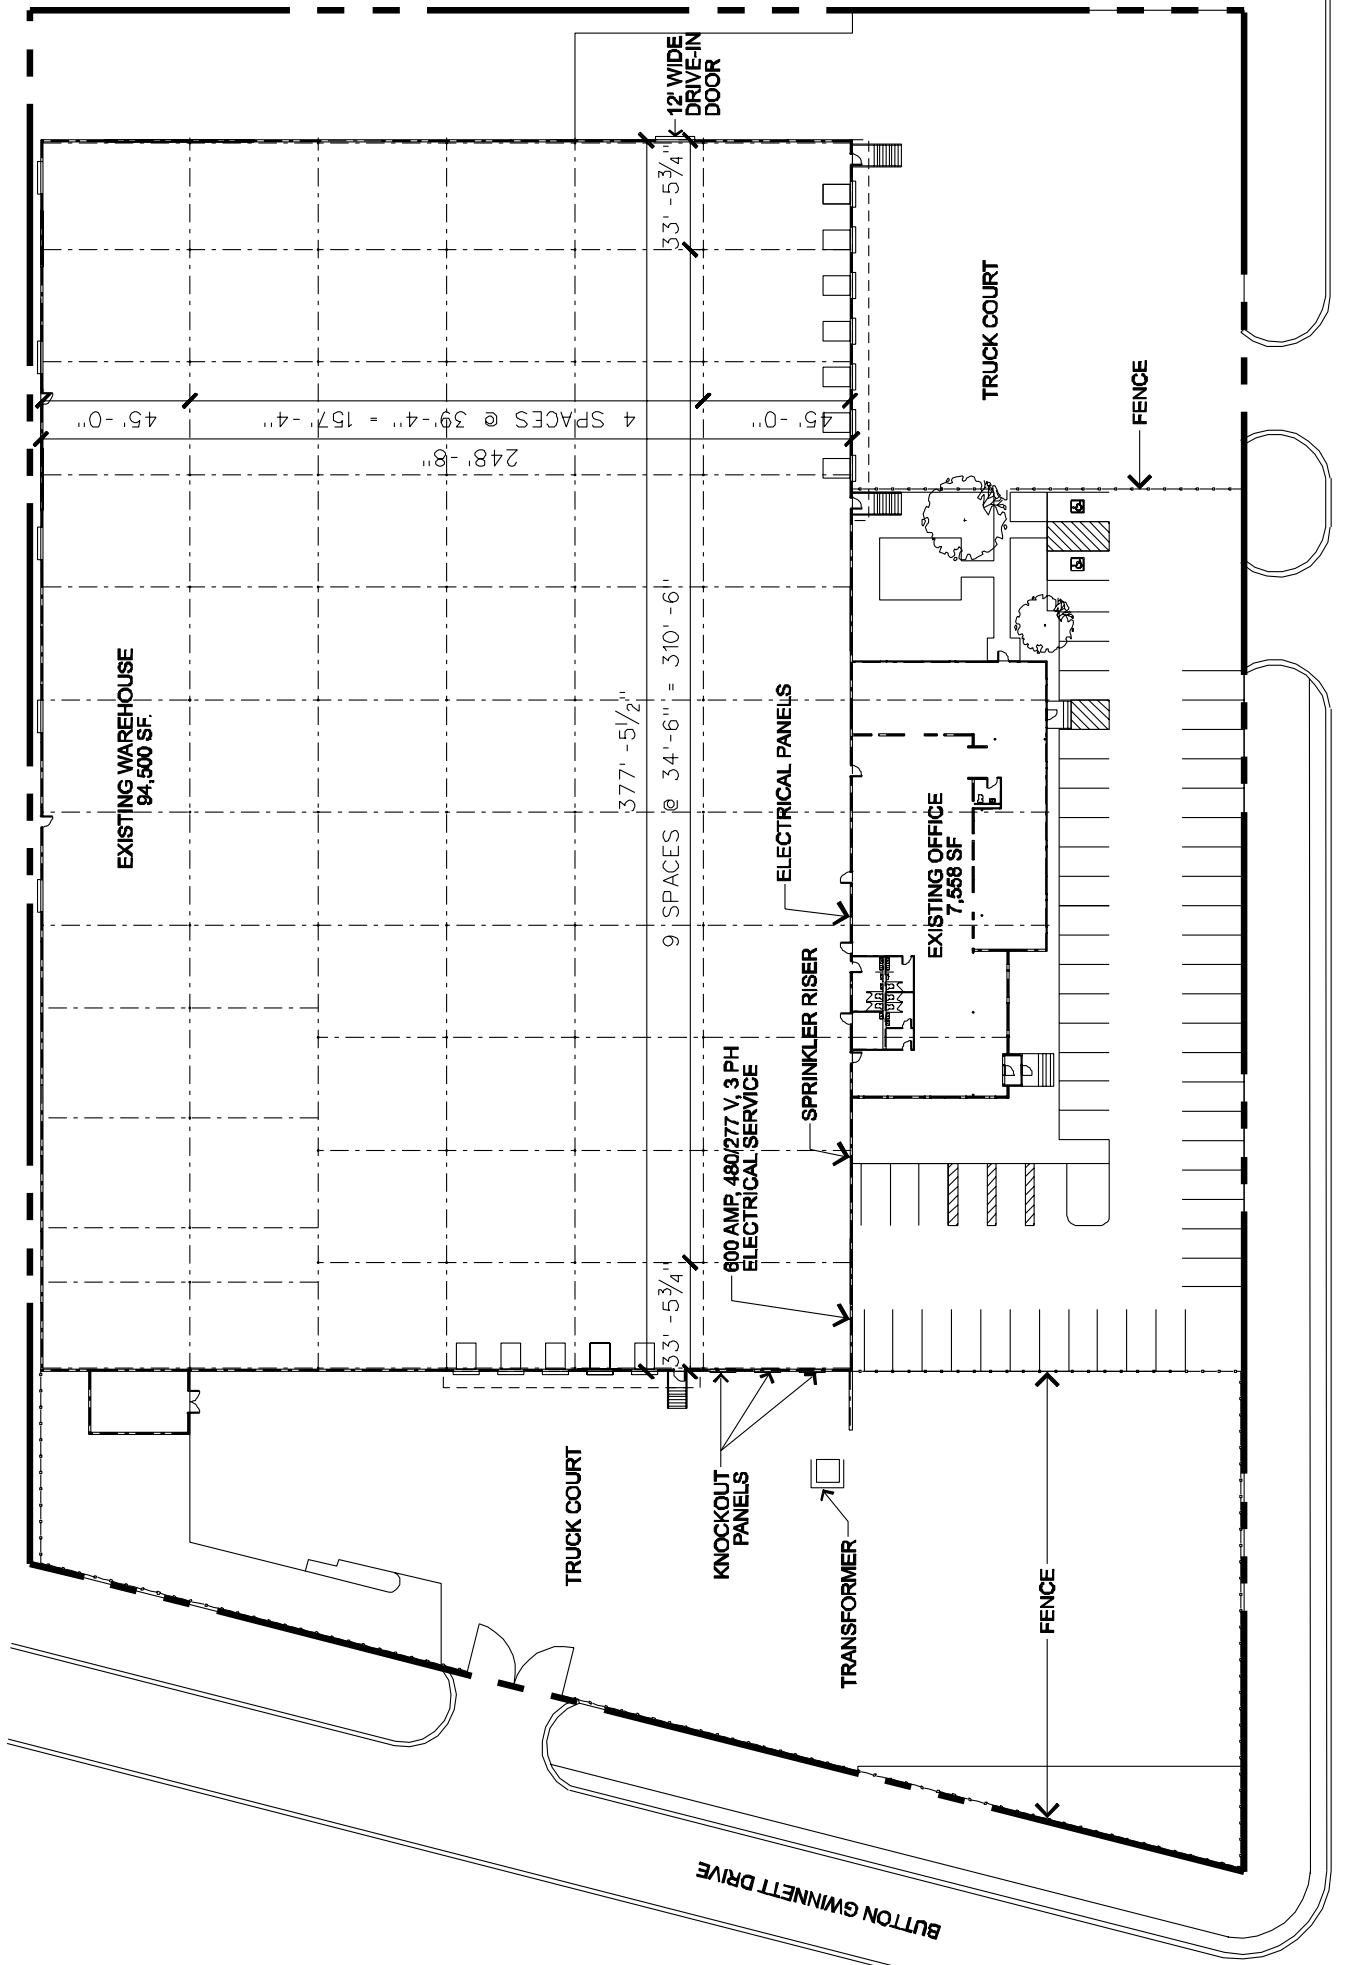 12' WIDE
DRIVE-IN
DOOR
33'-5 3/4"
TRUCK COURT
FENCE
45'-0"
4 SPACES @ 39'-4" = 157'-4"
45'-0"
248'-8"
EXISTING WAREHOUSE
94,500 SF.
377'-5 1/2"
9 SPACES @ 34'-6" = 310'-6"
ELECTRICAL PANELS
EXISTING OFFICE
7,558 SF
SPRINKLER RISER
600 AMP, 480/277 V, 3 PH
ELECTRICAL SERVICE
33'-5 3/4"
TRUCK COURT
KNOCKOUT
PANELS
TRANSFORMER
FENCE
BUTTON GWINNETT DRIVE